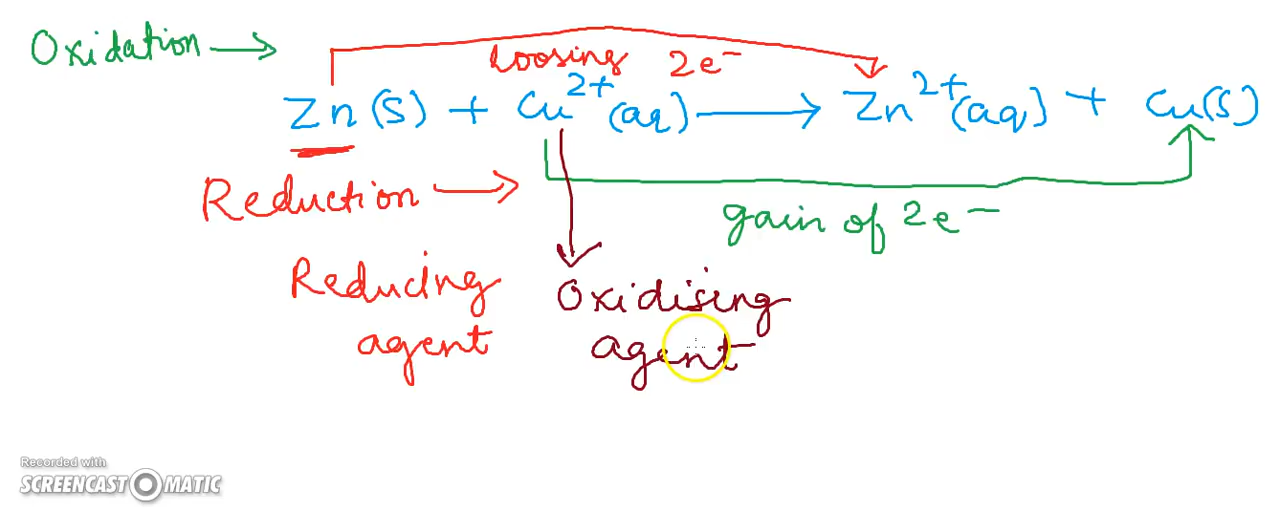 Oxidation →
loosing 2e⁻
Zn(s) + Cu²⁺(aq) → Zn²⁺(aq) + Cu(s)
Reduction →
gain of 2e⁻
Reducing agent
Oxidising agent
Recorded with
SCREENCAST-O-MATIC